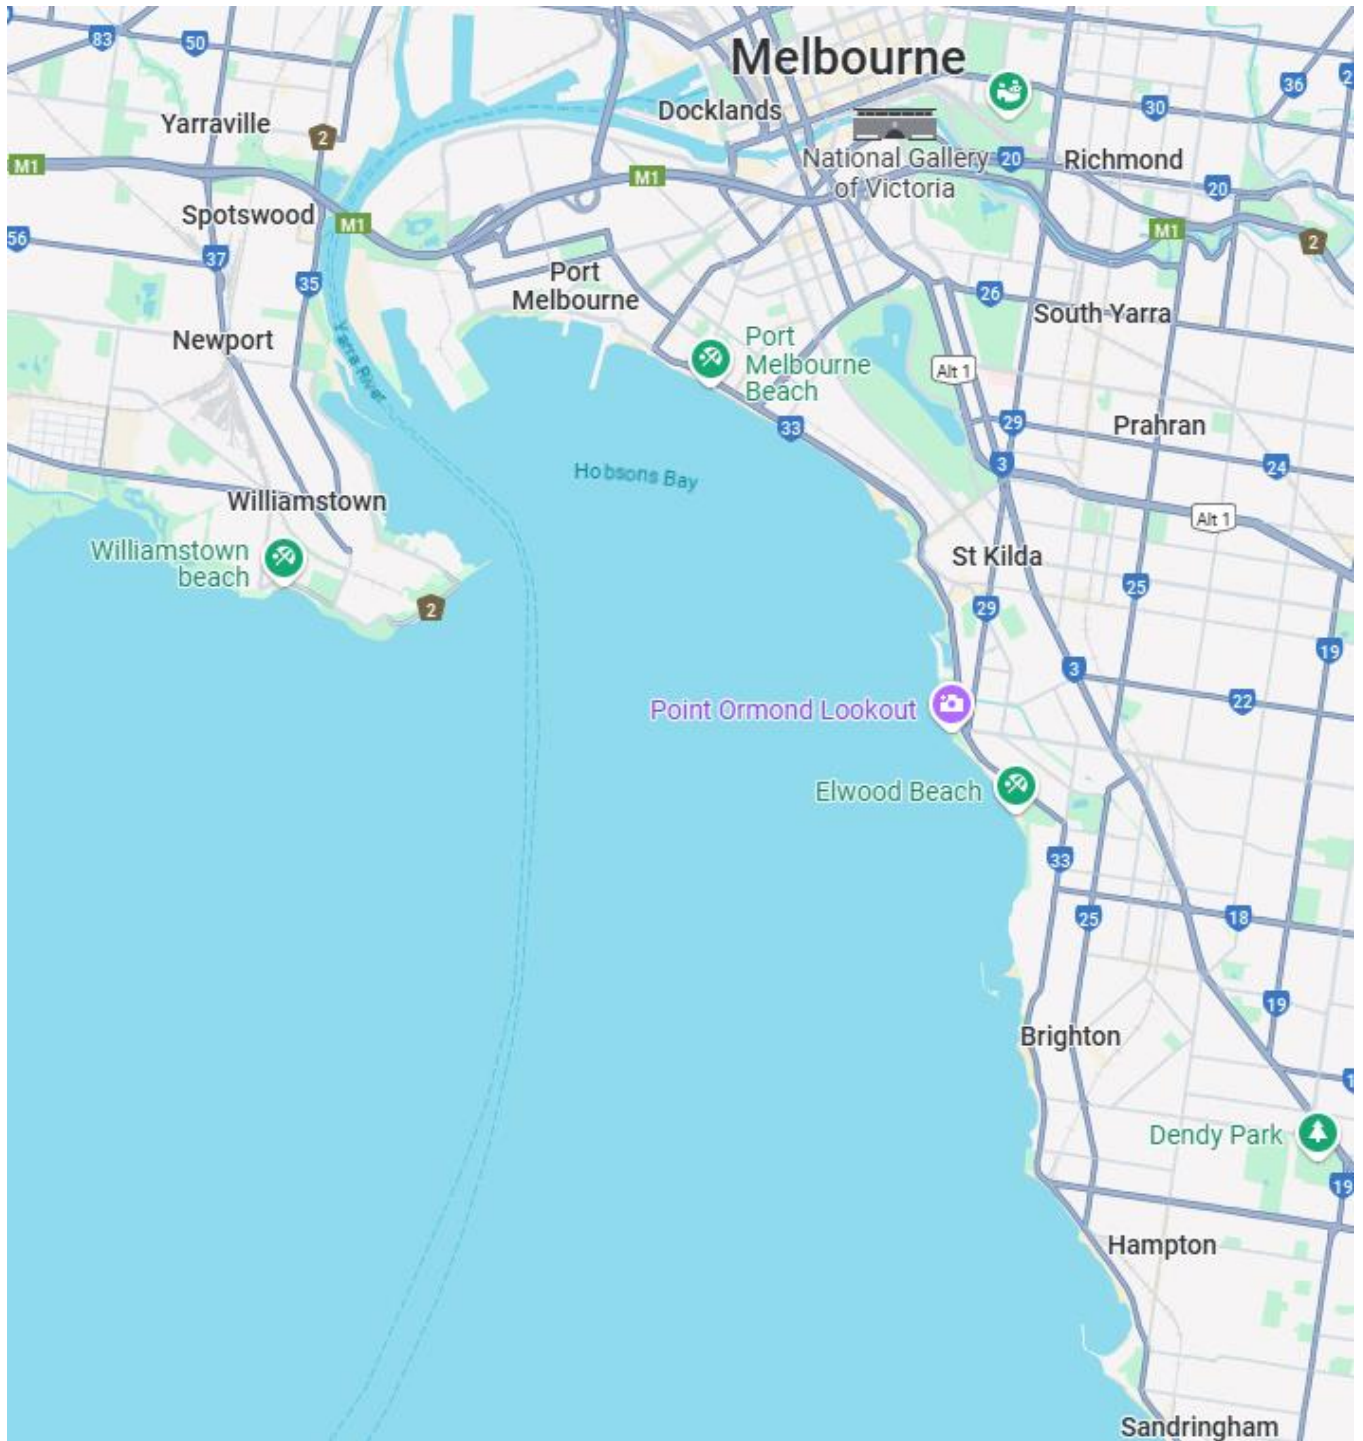 83
50
Melbourne
36
2
30
Docklands
Yarraville
2
M1
National Gallery
of Victoria
20
Richmond
20
M1
Spotswood
M1
M1
2
56
37
35
Port
Melbourne
26
South Yarra
Newport
Yarra River
Port
Melbourne
Beach
Alt 1
33
29
Prahran
3
24
Hobsons Bay
Williamstown
Alt 1
Williamstown
beach
St Kilda
25
2
29
19
3
22
Point Ormond Lookout
Elwood Beach
33
25
18
19
Brighton
1
Dendy Park
19
Hampton
Sandringham